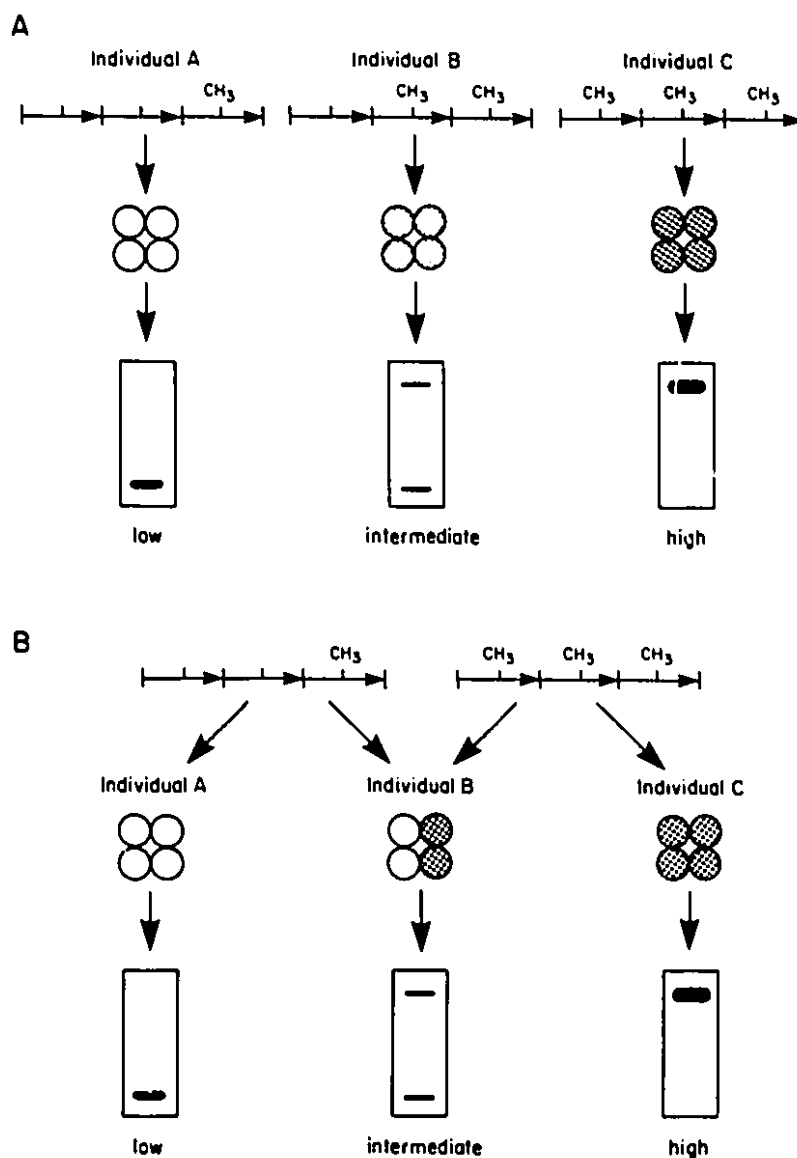 A
Individual A Individual B Individual C
CH3 CH3 CH3 CH3 CH3 CH3
low intermediate high
B
CH3 CH3 CH3 CH3
Individual A Individual B Individual C
low intermediate high